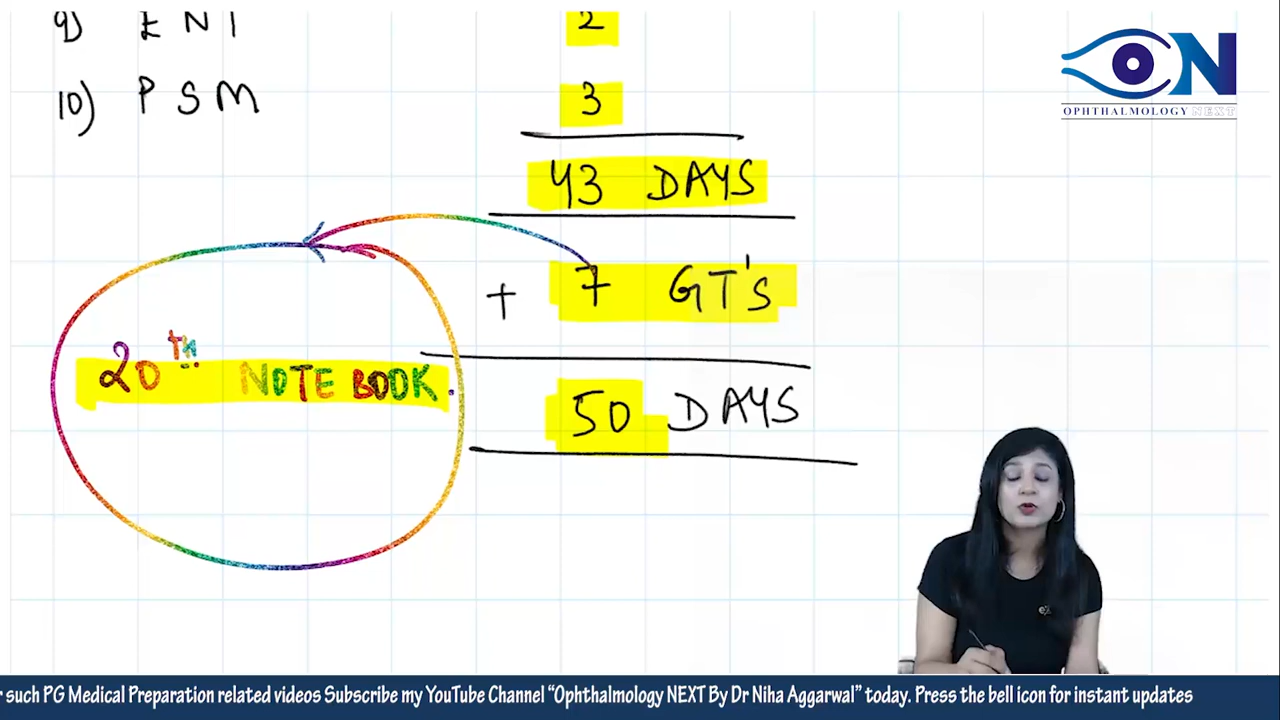 9) ENT 2
10) PSM 3
43 DAYS
+ 7 GT's
20th NOTEBOOK.
50 DAYS
ON
OPHTHALMOLOGY NEXT
r such PG Medical Preparation related videos Subscribe my YouTube Channel “Ophthalmology NEXT By Dr Niha Aggarwal” today. Press the bell icon for instant updates